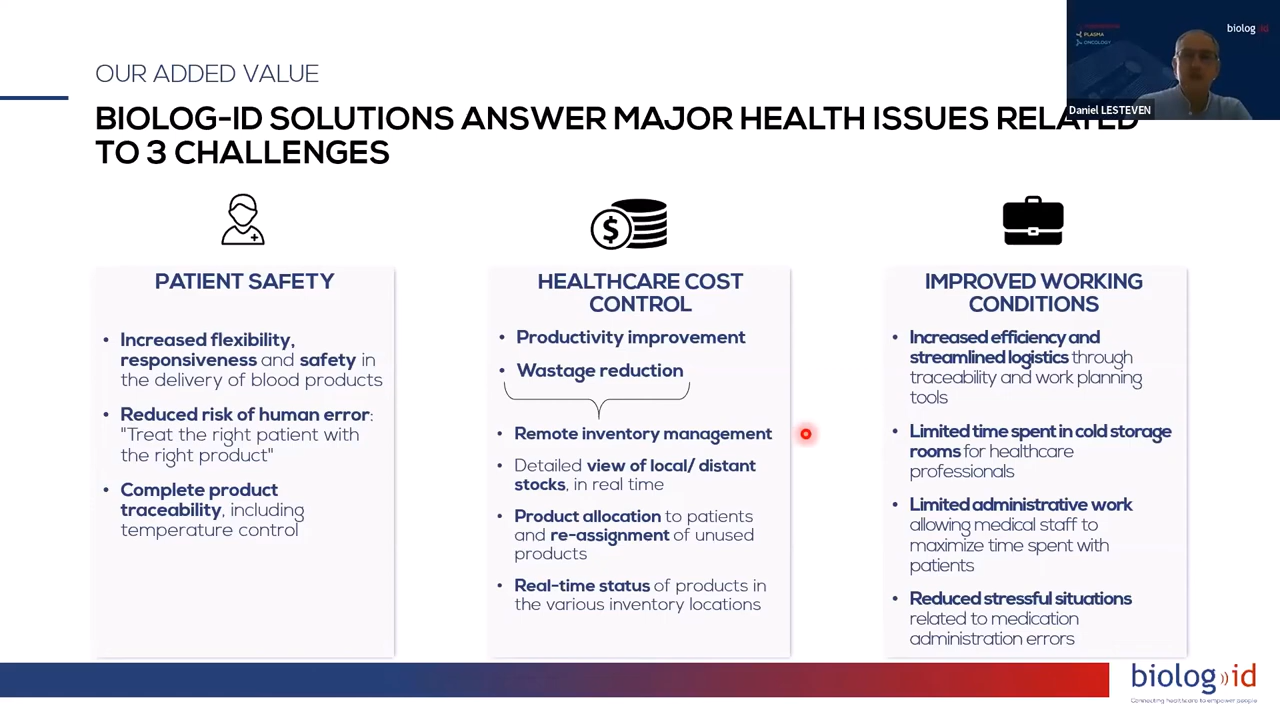 OUR ADDED VALUE
BIOLOG-ID SOLUTIONS ANSWER MAJOR HEALTH ISSUES RELATED
TO 3 CHALLENGES
biolog id
PLASMA
ONCOLOGY
Daniel LESTEVEN
$
PATIENT SAFETY
• Increased flexibility,
responsiveness and safety in
the delivery of blood products
• Reduced risk of human error:
"Treat the right patient with
the right product"
• Complete product
traceability, including
temperature control
HEALTHCARE COST
CONTROL
• Productivity improvement
• Wastage reduction
• Remote inventory management
• Detailed view of local/ distant
stocks, in real time
• Product allocation to patients
and re-assignment of unused
products
• Real-time status of products in
the various inventory locations
IMPROVED WORKING
CONDITIONS
• Increased efficiency and
streamlined logistics through
traceability and work planning
tools
• Limited time spent in cold storage
rooms for healthcare
professionals
• Limited administrative work
allowing medical staff to
maximize time spent with
patients
• Reduced stressful situations
related to medication
administration errors
biolog id
Connecting healthcare to empower people